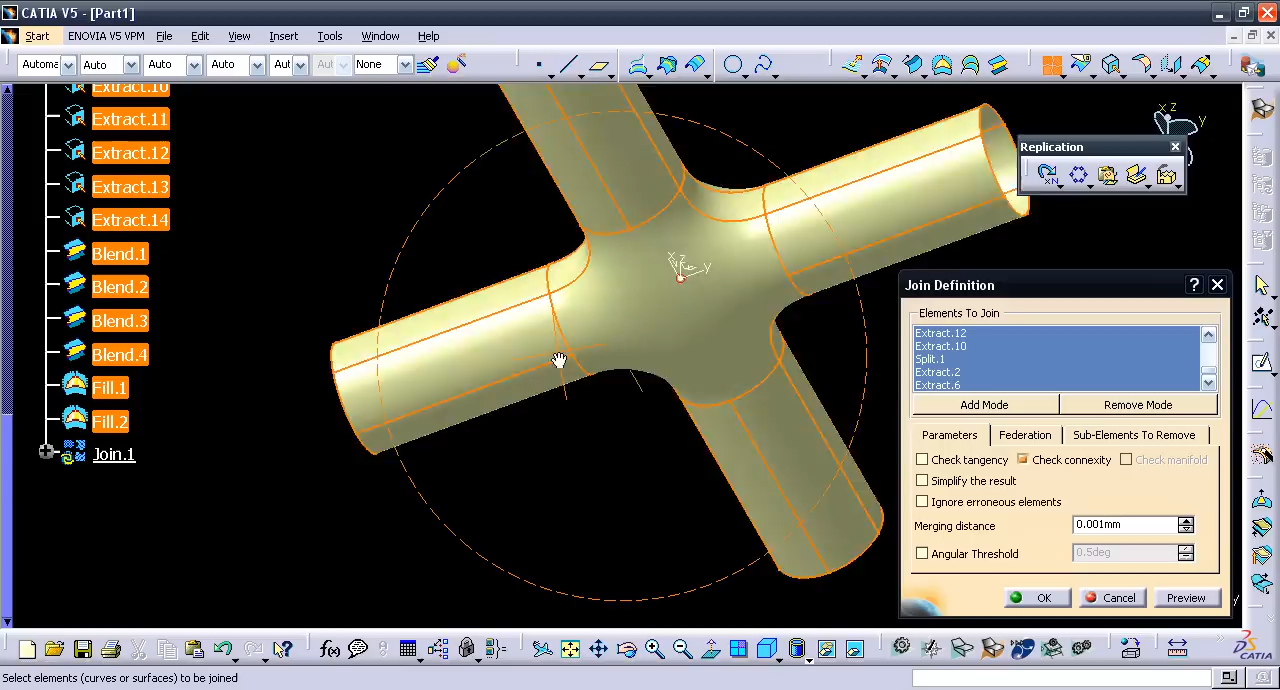 CATIA V5 - [Part1]
Start ENOVIA V5 VPM File Edit View Insert Tools Window Help
Automa Auto Auto Auto Aut Aut None
Extract.10
Extract.11
Extract.12
Extract.13
Extract.14
Blend.1
Blend.2
Blend.3
Blend.4
Fill.1
Fill.2
Join.1
x z
y
X Z
Y
Replication
Join Definition
Elements To Join
Extract.12
Extract.10
Split.1
Extract.2
Extract.6
Add Mode Remove Mode
Parameters Federation Sub-Elements To Remove
Check tangency Check connexity Check manifold
Simplify the result
Ignore erroneous elements
Merging distance 0.001mm
Angular Threshold 0.5deg
OK Cancel Preview
f(x)
CATIA
Select elements (curves or surfaces) to be joined